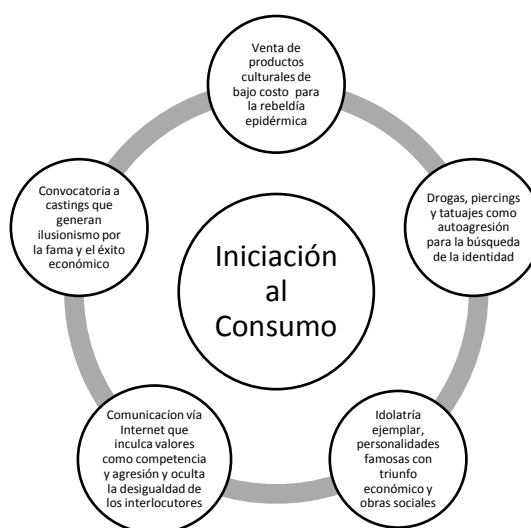 Venta de
productos
culturales de
bajo costo para
la rebeldía
epidérmica
Drogas, piercings
y tatuajes como
autoagresión
para la búsqueda
de la identidad
Idolatría
ejemplar,
personalidades
famosas con
triunfo
económico y
obras sociales
Comunicacíon vía
Internet que
inculca valores
como competencia
y agresión y oculta
la desigualdad de
los interlocutores
Convocatoria a
castings que
generan
ilusionismo por
la fama y el éxito
económico
Iniciación
al
Consumo